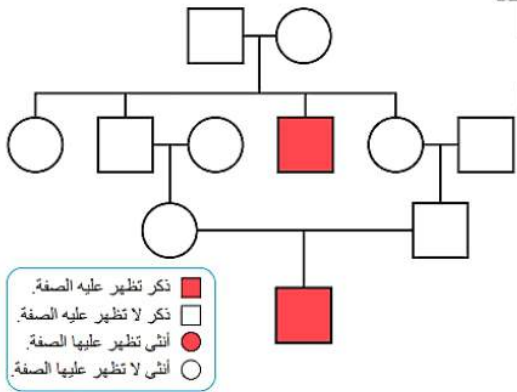 ذكر تظهر عليه الصفة.
ذكر لا تظهر عليه الصفة.
أنثى تظهر عليها الصفة.
أنثى لا تظهر عليها الصفة.